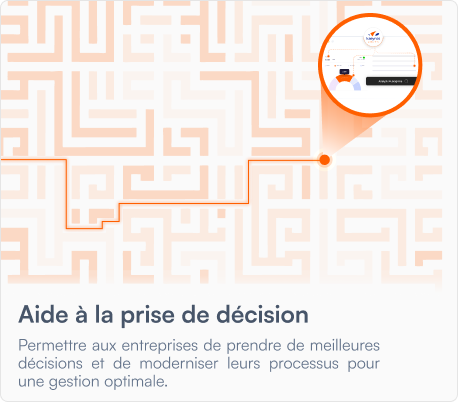 Aide à la prise de décision
Permettre aux entreprises de prendre de meilleures
décisions et de moderniser leurs processus pour
une gestion optimale.